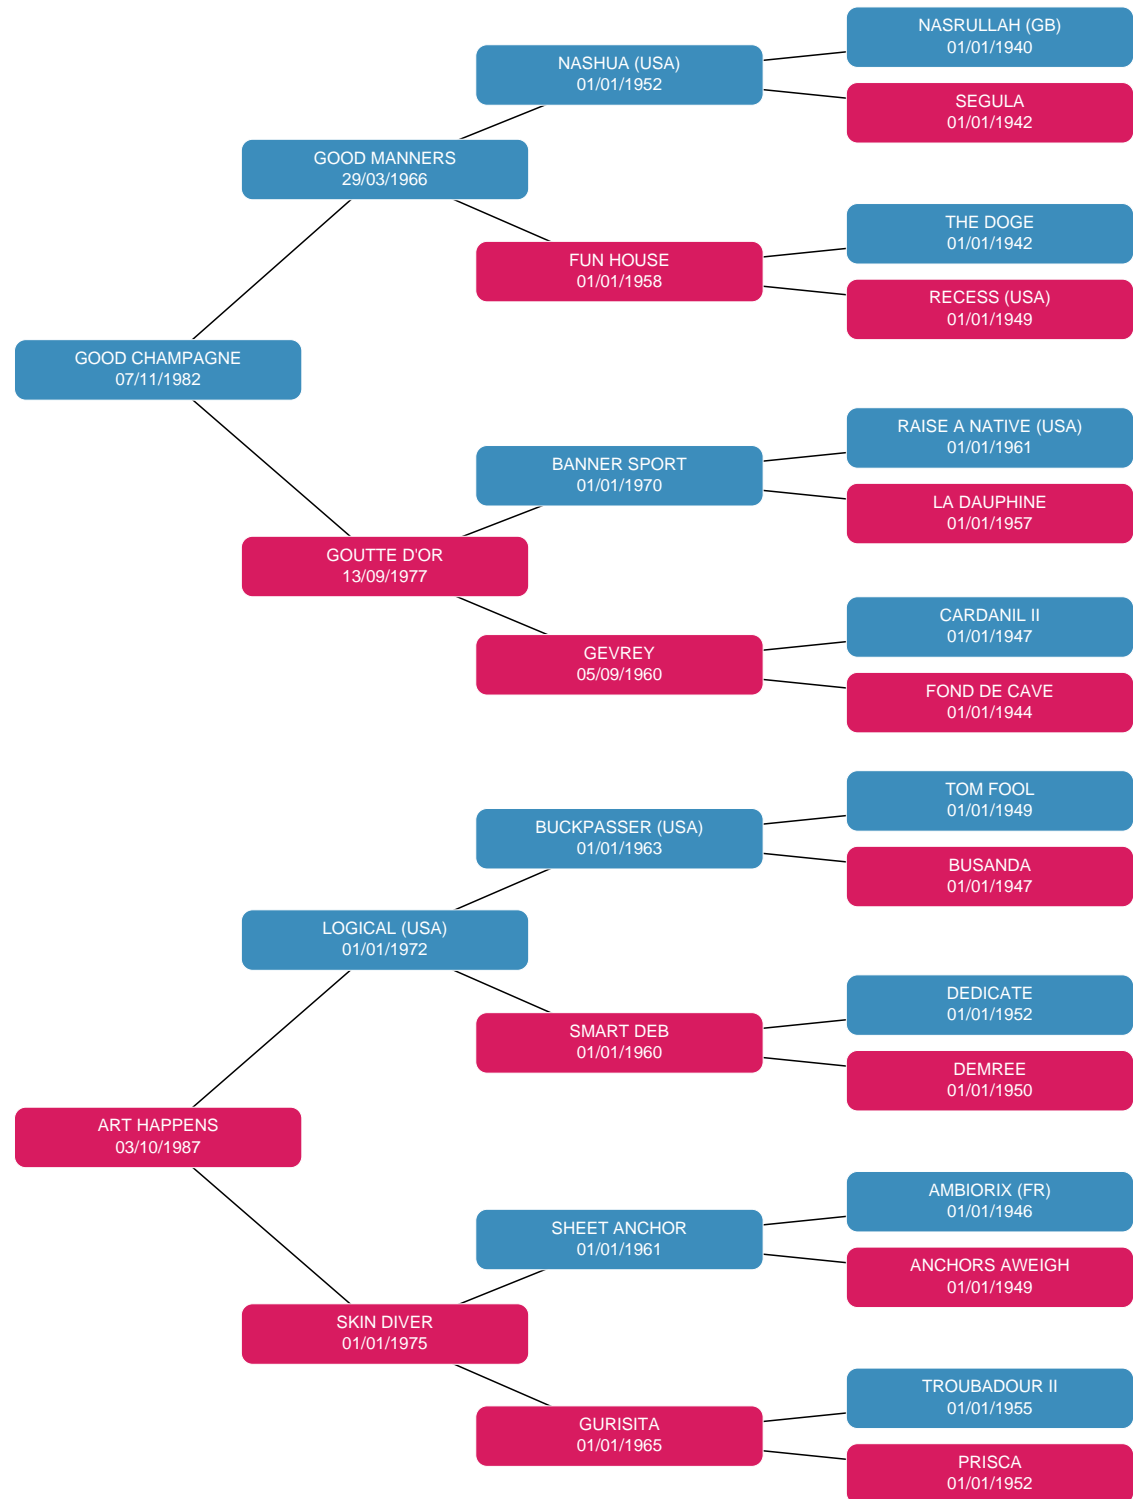 NASRULLAH (GB)
01/01/1940
NASHUA (USA)
01/01/1952
SEGULA
01/01/1942
GOOD MANNERS
29/03/1966
THE DOGE
01/01/1942
FUN HOUSE
01/01/1958
RECESS (USA)
01/01/1949
GOOD CHAMPAGNE
07/11/1982
RAISE A NATIVE (USA)
01/01/1961
BANNER SPORT
01/01/1970
LA DAUPHINE
01/01/1957
GOUTTE D'OR
13/09/1977
CARDANIL II
01/01/1947
GEVREY
05/09/1960
FOND DE CAVE
01/01/1944
TOM FOOL
01/01/1949
BUCKPASSER (USA)
01/01/1963
BUSANDA
01/01/1947
LOGICAL (USA)
01/01/1972
DEDICATE
01/01/1952
SMART DEB
01/01/1960
DEMREE
01/01/1950
ART HAPPENS
03/10/1987
AMBIORIX (FR)
01/01/1946
SHEET ANCHOR
01/01/1961
ANCHORS AWEIGH
01/01/1949
SKIN DIVER
01/01/1975
TROUBADOUR II
01/01/1955
GURISITA
01/01/1965
PRISCA
01/01/1952